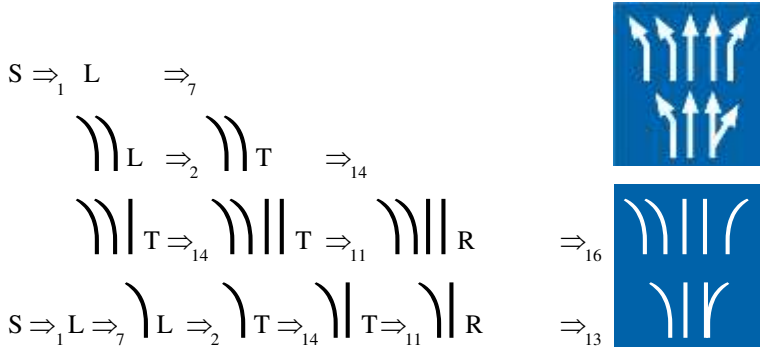 S ⇒₁ L ⇒₇
L ⇒₂ T ⇒₁₄
T ⇒₁₄ T ⇒₁₁ R ⇒₁₆
S ⇒₁ L ⇒₇ L ⇒₂ T ⇒₁₄ T ⇒₁₁ R ⇒₁₃